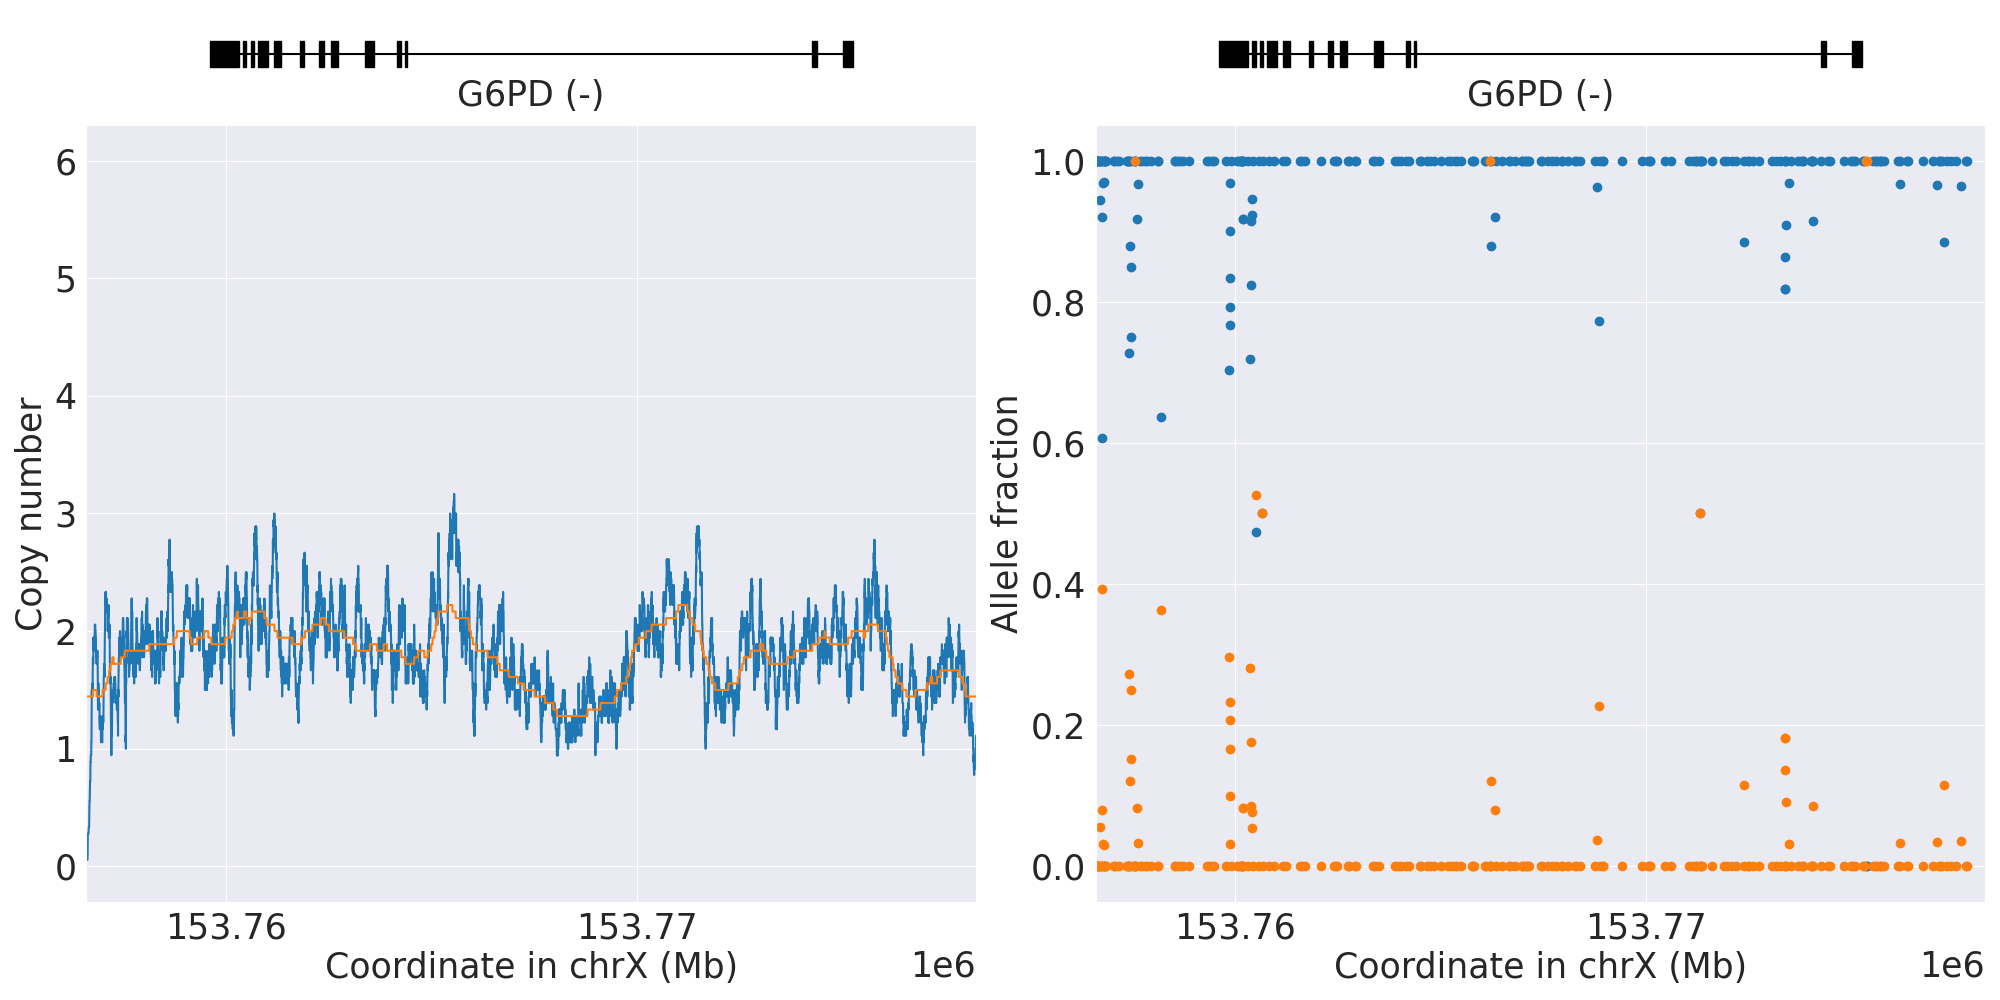 G6PD (-)
6
5
4
3
2
1
0
Copy number
153.76
153.77
Coordinate in chrX (Mb)
1e6
G6PD (-)
1.0
0.8
0.6
0.4
0.2
0.0
Allele fraction
153.76
153.77
Coordinate in chrX (Mb)
1e6